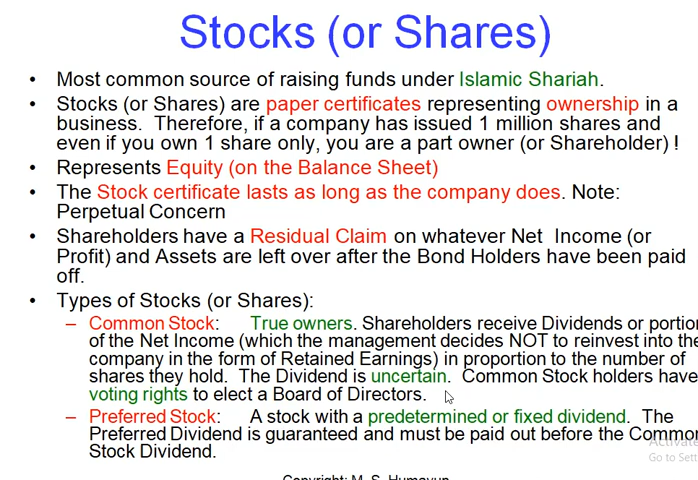 Stocks (or Shares)
• Most common source of raising funds under Islamic Shariah.
• Stocks (or Shares) are paper certificates representing ownership in a
business. Therefore, if a company has issued 1 million shares and
even if you own 1 share only, you are a part owner (or Shareholder) !
• Represents Equity (on the Balance Sheet)
• The Stock certificate lasts as long as the company does. Note:
Perpetual Concern
• Shareholders have a Residual Claim on whatever Net Income (or
Profit) and Assets are left over after the Bond Holders have been paid
off.
• Types of Stocks (or Shares):
– Common Stock: True owners. Shareholders receive Dividends or portio
of the Net Income (which the management decides NOT to reinvest into the
company in the form of Retained Earnings) in proportion to the number of
shares they hold. The Dividend is uncertain. Common Stock holders have
voting rights to elect a Board of Directors.
– Preferred Stock: A stock with a predetermined or fixed dividend. The
Preferred Dividend is guaranteed and must be paid out before the Commo
Stock Dividend.
Activate
Go to Sett
Copyright: M. S. Humayun